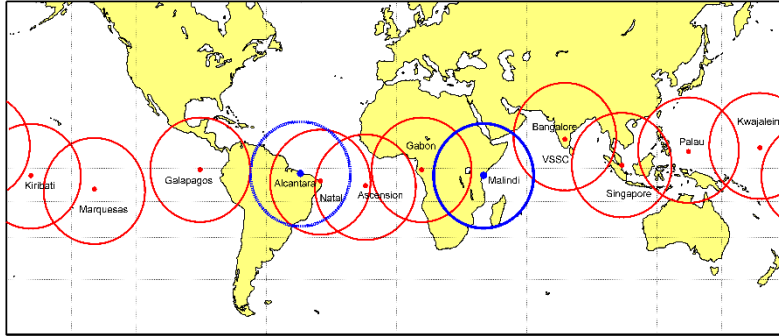 Kwajalein
Bangalore
Palau
Gabon
VSSC
Kiribati
Galapagos
Alcantara
Malindi
Singapore
Natal
Ascension
Marquesas